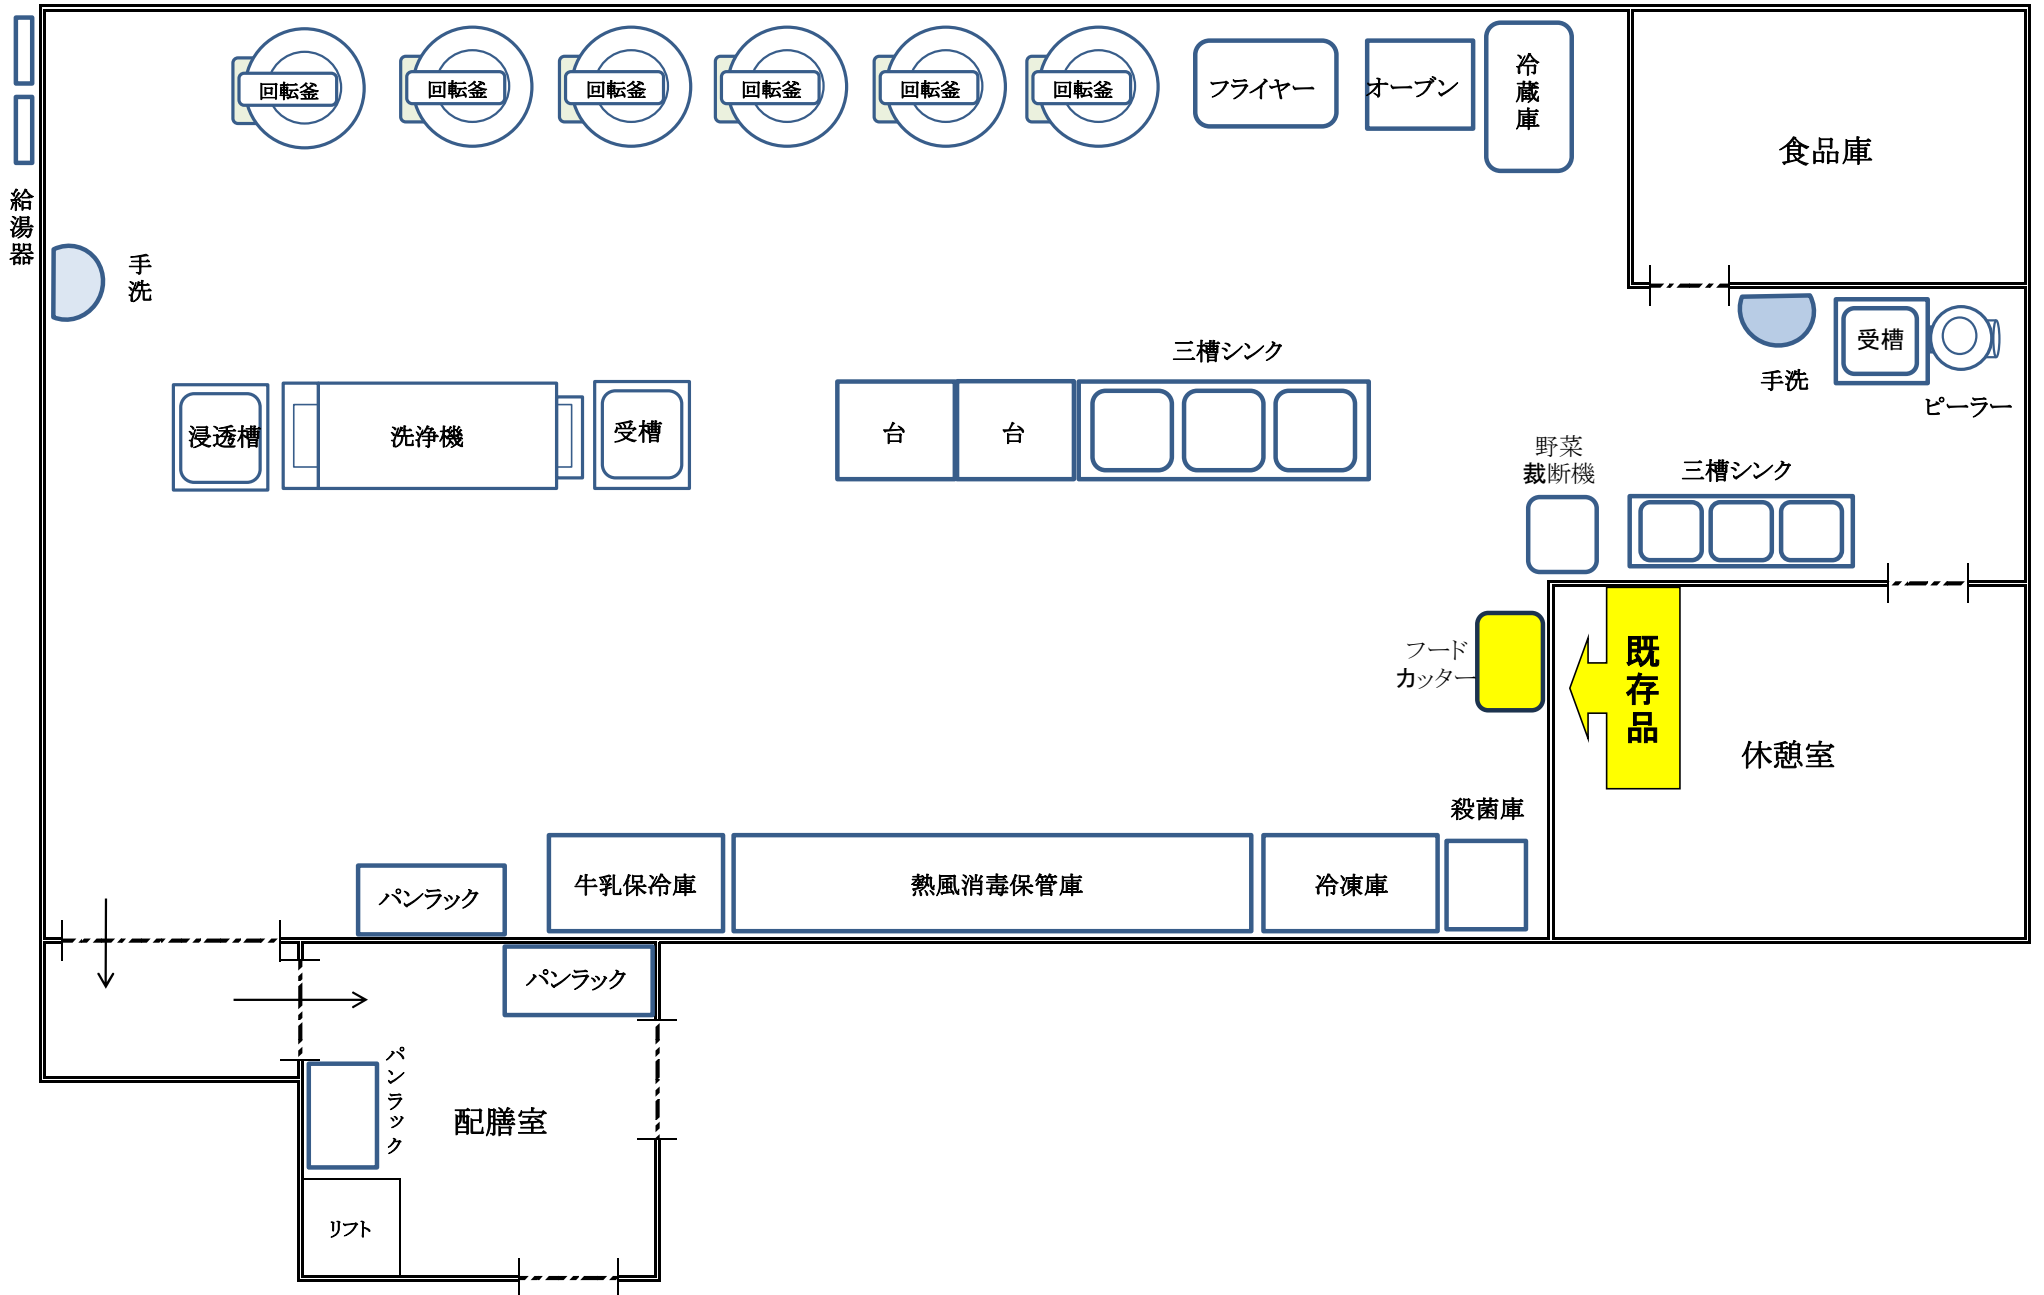 回転釜
回転釜
回転釜
回転釜
回転釜
回転釜
フライヤー
オーブン
冷蔵庫
食品庫
給湯器
手洗
手洗
受槽
ピーラー
三槽シンク
浸透槽
洗浄機
受槽
台
台
野菜
裁断機
三槽シンク
フード
カッター
既存品
休憩室
殺菌庫
パンラック
牛乳保冷庫
熱風消毒保管庫
冷凍庫
パンラック
パンラック
配膳室
リフト